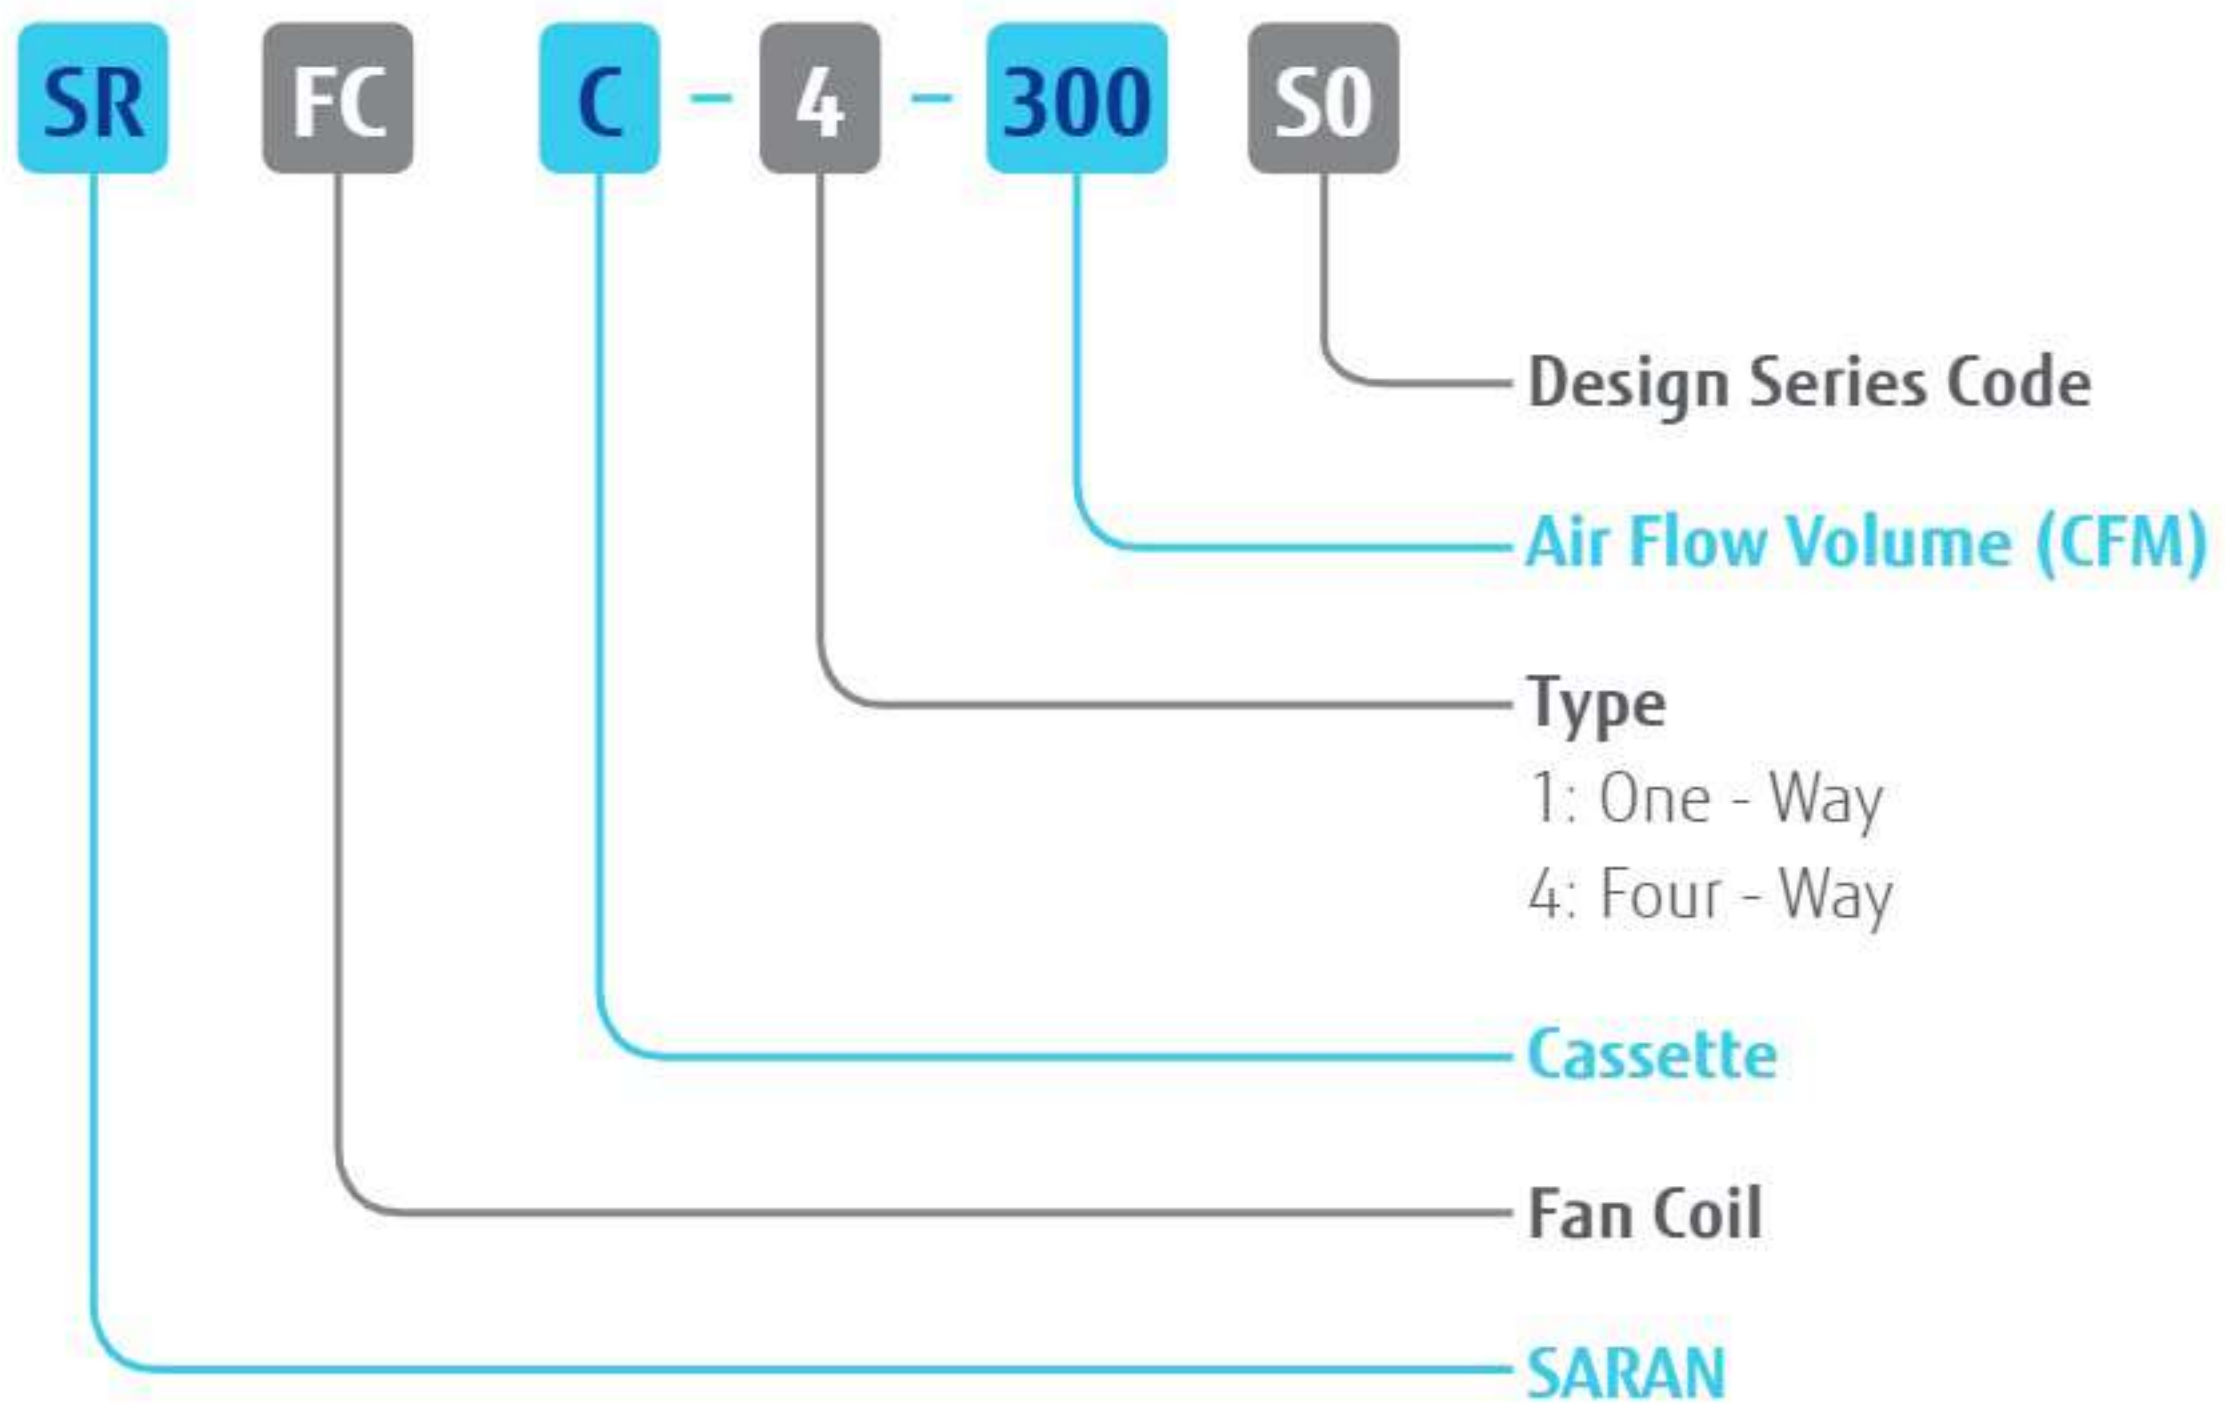 SR FC C - 4 - 300 S0
Design Series Code
Air Flow Volume (CFM)
Type
1: One - Way
4: Four - Way
Cassette
Fan Coil
SARAN